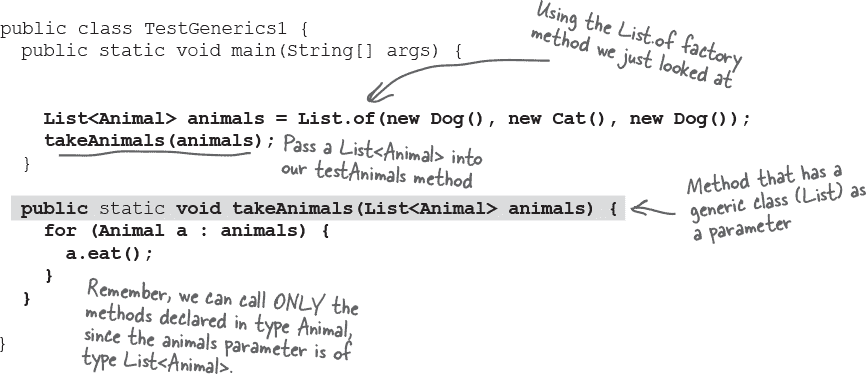 public class TestGenerics1 {
public static void main(String[] args) {
Using the List.of factory
method we just looked at
List<Animal> animals = List.of(new Dog(), new Cat(), new Dog());
takeAnimals(animals);
Pass a List<Animal> into
our testAnimals method
}
public static void takeAnimals(List<Animal> animals) {
Method that has a
generic class (List) as
a parameter
for (Animal a : animals) {
a.eat();
}
}
Remember, we can call ONLY the
methods declared in type Animal,
since the animals parameter is of
type List<Animal>.
}